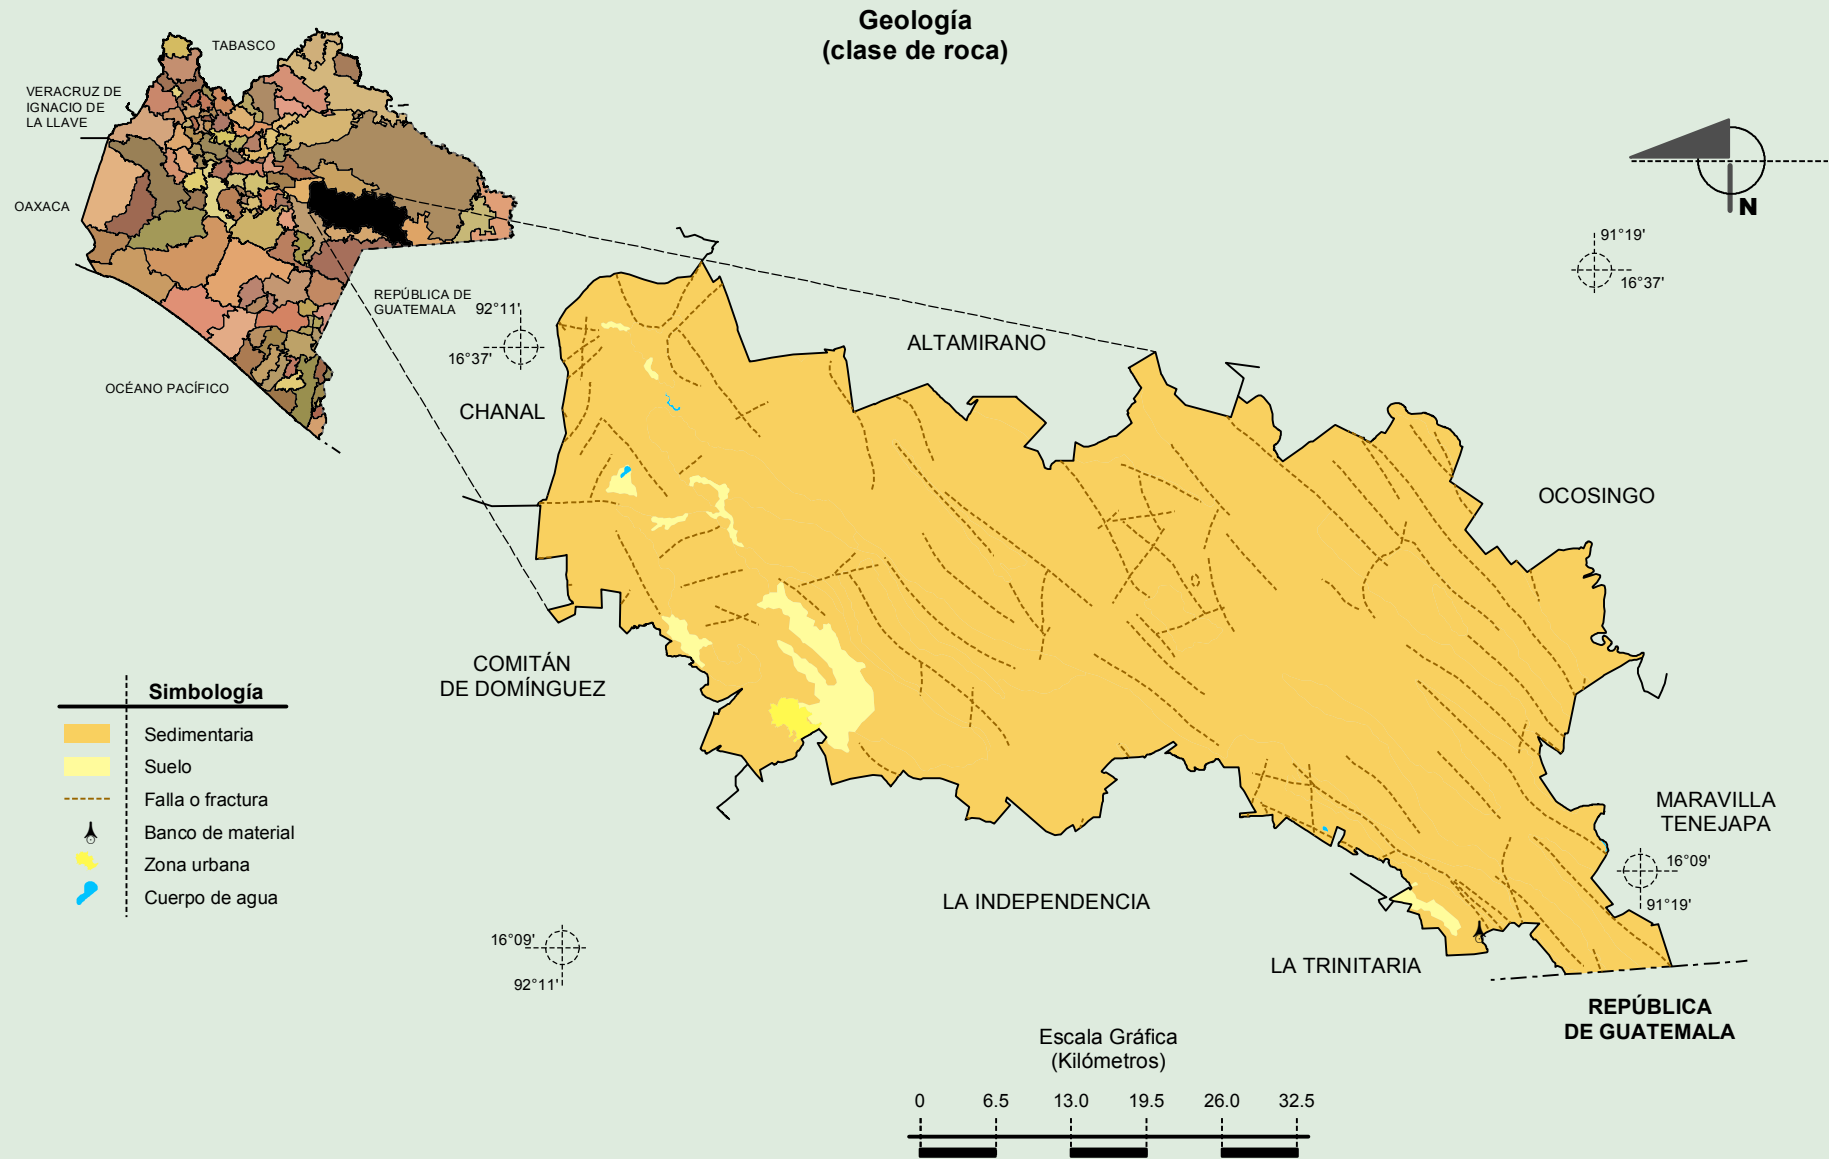 Geología
(clase de roca)
TABASCO
VERACRUZ DE
IGNACIO DE
LA LLAVE
OAXACA
REPÚBLICA DE
GUATEMALA
OCÉANO PACÍFICO
N
92°11'
16°37'
91°19'
16°37'
ALTAMIRANO
CHANAL
OCOSINGO
COMITÁN
DE DOMÍNGUEZ
Simbología
Sedimentaria
Suelo
Falla o fractura
Banco de material
Zona urbana
Cuerpo de agua
MARAVILLA
TENEJAPA
16°09'
91°19'
LA INDEPENDENCIA
16°09'
92°11'
LA TRINITARIA
REPÚBLICA
DE GUATEMALA
Escala Gráfica
(Kilómetros)
0 6.5 13.0 19.5 26.0 32.5